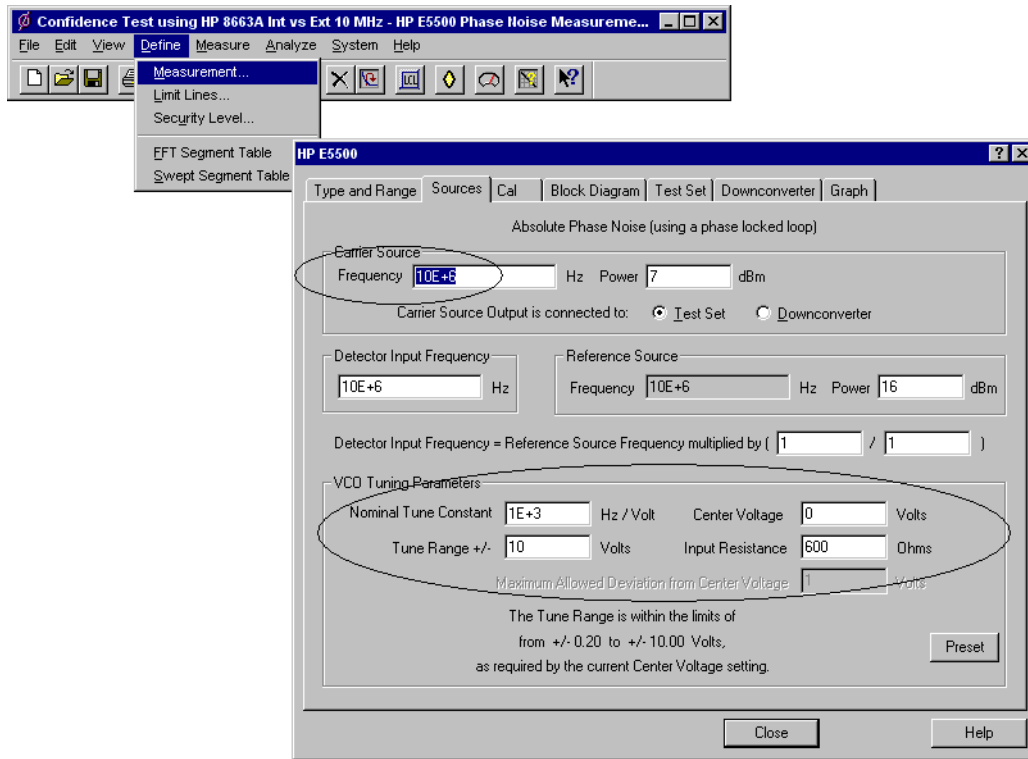 Confidence Test using HP 8663A Int vs Ext 10 MHz - HP E5500 Phase Noise Measureme...
File Edit View Define Measure Analyze System Help
Measurement...
Limit Lines...
Security Level...
FFT Segment Table
Swept Segment Table
HP E5500
Type and Range Sources Cal Block Diagram Test Set Downconverter Graph
Absolute Phase Noise (using a phase locked loop)
Carrier Source
Frequency 10E+6 Hz Power 7 dBm
Carrier Source Output is connected to: Test Set Downconverter
Detector Input Frequency
10E+6 Hz
Reference Source
Frequency 10E+6 Hz Power 16 dBm
Detector Input Frequency = Reference Source Frequency multiplied by ( 1 / 1 )
VCO Tuning Parameters
Nominal Tune Constant 1E+3 Hz / Volt Center Voltage 0 Volts
Tune Range +/- 10 Volts Input Resistance 600 Ohms
Maximum Allowed Deviation from Center Voltage 1 Volts
The Tune Range is within the limits of
from +/- 0.20 to +/- 10.00 Volts,
as required by the current Center Voltage setting.
Preset
Close Help